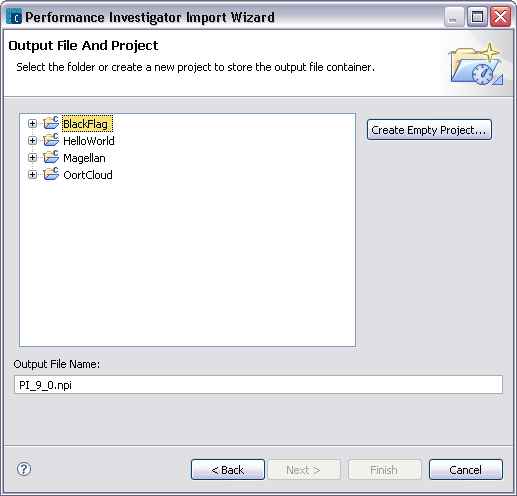 Performance Investigator Import Wizard
Output File And Project
Select the folder or create a new project to store the output file container.
BlackFlag
HelloWorld
Magellan
OortCloud
Create Empty Project...
Output File Name:
PI_9_0.npi
< Back
Next >
Finish
Cancel